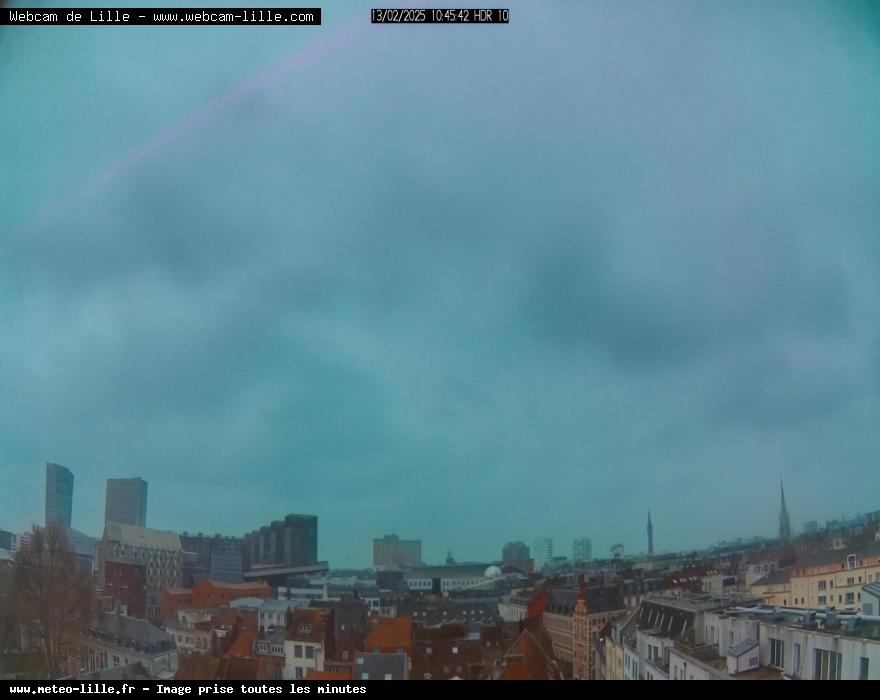 Webcam de Lille - www.webcam-lille.com
13/02/2025 10:45:42 HDR 10
www.meteo-lille.fr - Image prise toutes les minutes